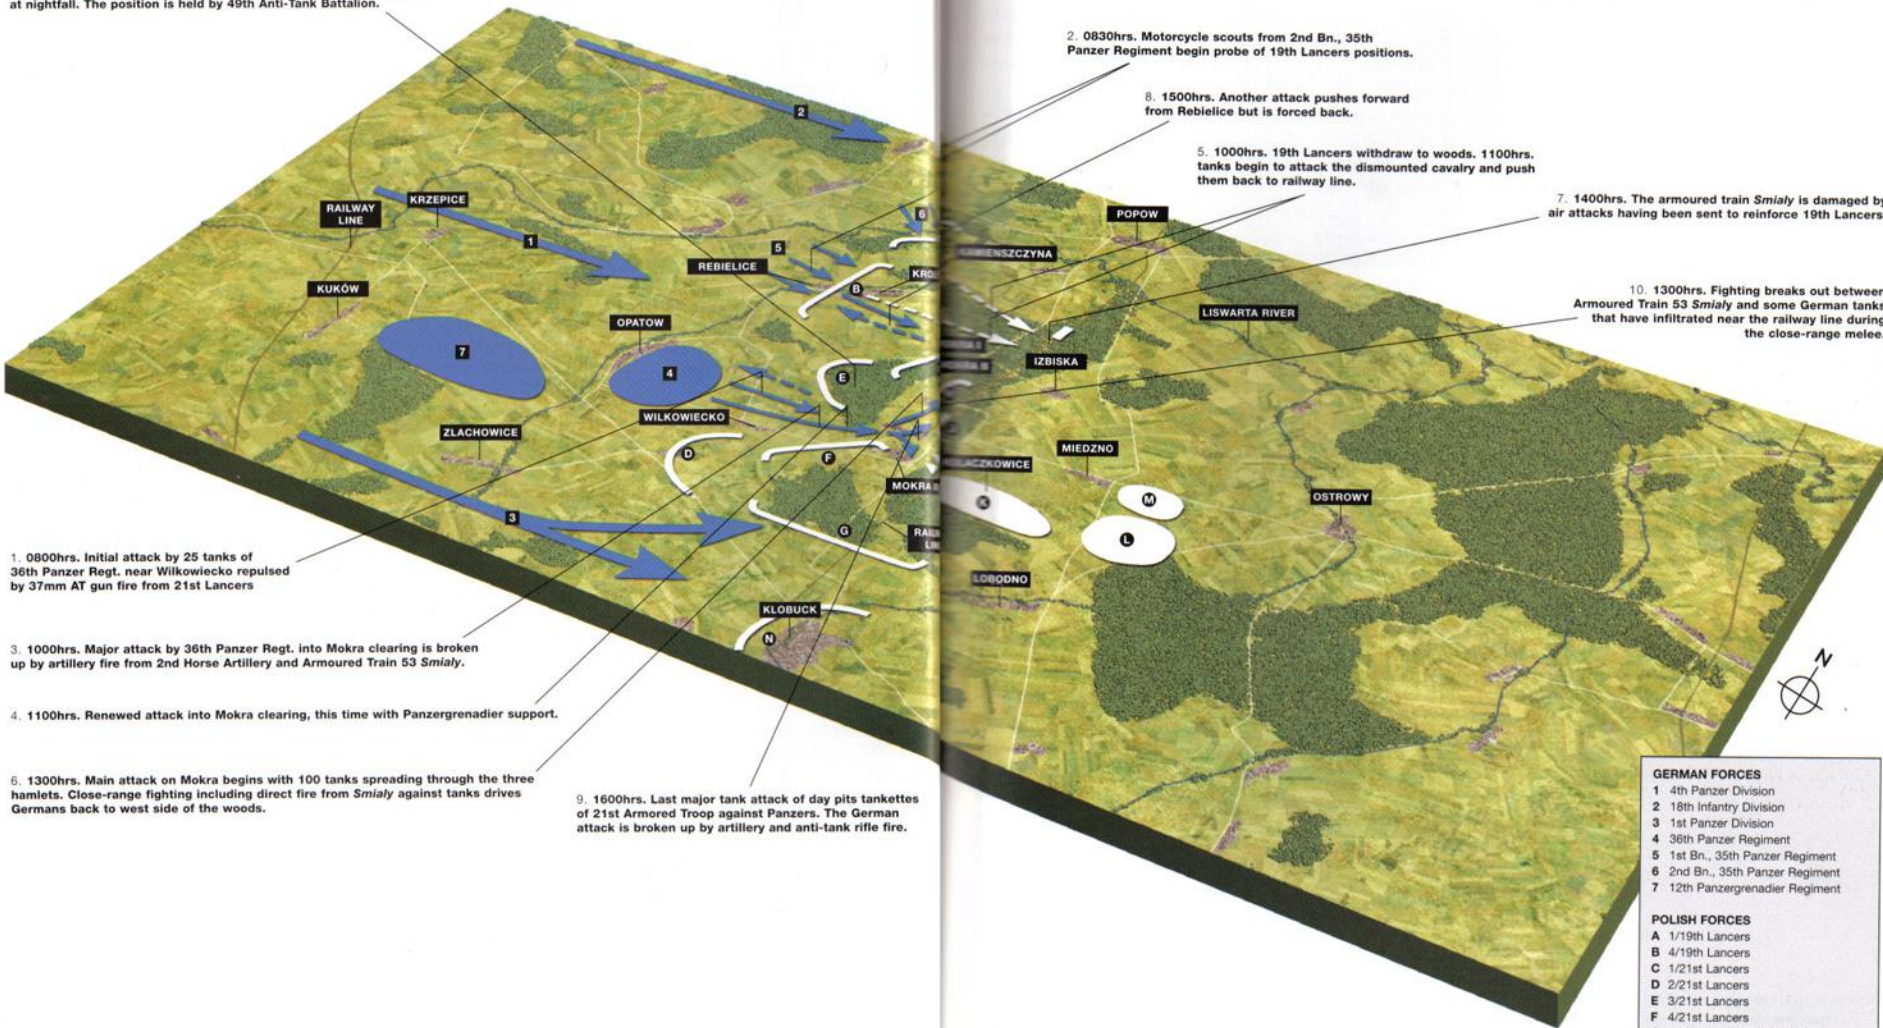 at nightfall. The position is held by 49th Anti-Tank Battalion.
2. 0830hrs. Motorcycle scouts from 2nd Bn., 35th
Panzer Regiment begin probe of 19th Lancers positions.
8. 1500hrs. Another attack pushes forward
from Rebielice but is forced back.
5. 1000hrs. 19th Lancers withdraw to woods. 1100hrs.
tanks begin to attack the dismounted cavalry and push
them back to railway line.
7. 1400hrs. The armoured train Smialy is damaged by
air attacks having been sent to reinforce 19th Lancers
10. 1300hrs. Fighting breaks out between
Armoured Train 53 Smialy and some German tanks
that have infiltrated near the railway line during
the close-range melee.
2
RAILWAY
LINE
KRZEPICE
1
5
6
REBIELICE
B
POPOW
LISWARTA RIVER
KUKÓW
7
OPATOW
4
E
IZBISKA
WILKOWIECKO
ZLACHOWICE
D
F
MOKRA
MIEDZNO
K
M
L
OSTROWY
3
G
LOBODNO
KLOBUCK
N
N
1. 0800hrs. Initial attack by 25 tanks of
36th Panzer Regt. near Wilkowiecko repulsed
by 37mm AT gun fire from 21st Lancers
3. 1000hrs. Major attack by 36th Panzer Regt. into Mokra clearing is broken
up by artillery fire from 2nd Horse Artillery and Armoured Train 53 Smialy.
4. 1100hrs. Renewed attack into Mokra clearing, this time with Panzergrenadier support.
6. 1300hrs. Main attack on Mokra begins with 100 tanks spreading through the three
hamlets. Close-range fighting including direct fire from Smialy against tanks drives
Germans back to west side of the woods.
9. 1600hrs. Last major tank attack of day pits tankettes
of 21st Armored Troop against Panzers. The German
attack is broken up by artillery and anti-tank rifle fire.
GERMAN FORCES
1 4th Panzer Division
2 18th Infantry Division
3 1st Panzer Division
4 36th Panzer Regiment
5 1st Bn., 35th Panzer Regiment
6 2nd Bn., 35th Panzer Regiment
7 12th Panzergrenadier Regiment
POLISH FORCES
A 1/19th Lancers
B 4/19th Lancers
C 1/21st Lancers
D 2/21st Lancers
E 3/21st Lancers
F 4/21st Lancers